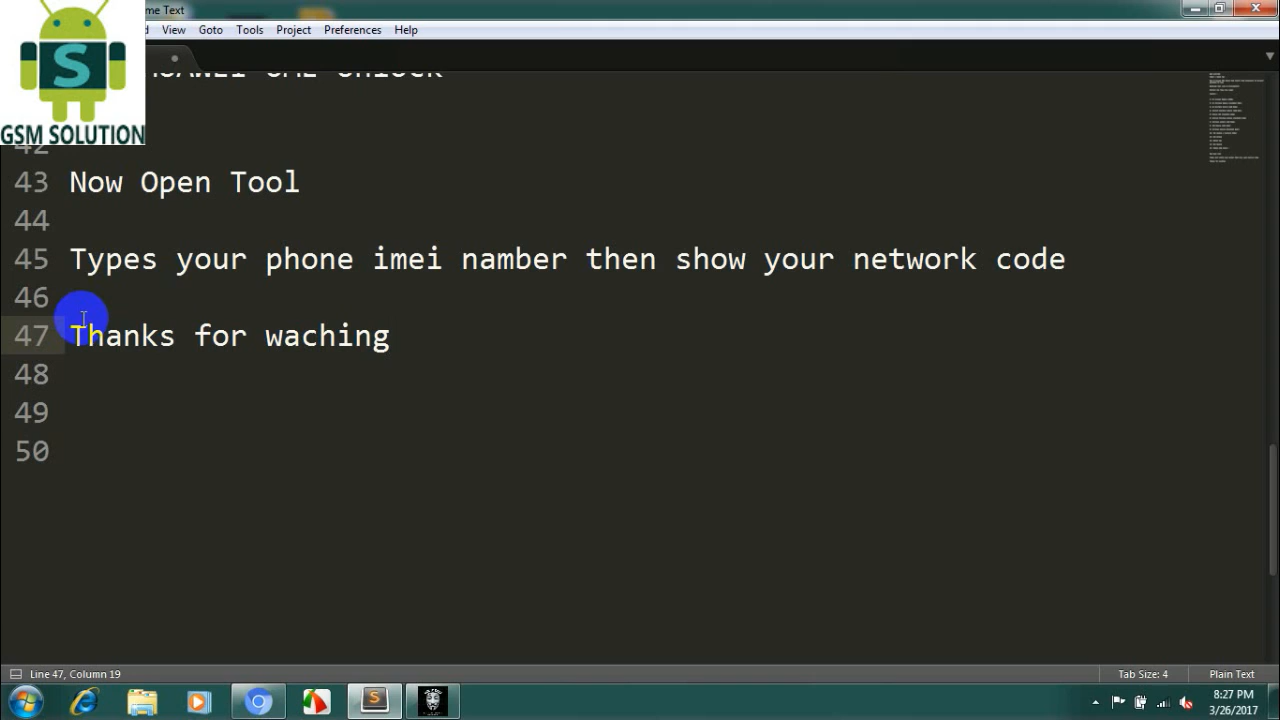 me Text
View Goto Tools Project Preferences Help
S
GSM SOLUTION
42
43 Now Open Tool
44
45 Types your phone imei namber then show your network code
46
47 Thanks for waching
48
49
50
Line 47, Column 19 Tab Size: 4 Plain Text
8:27 PM
3/26/2017